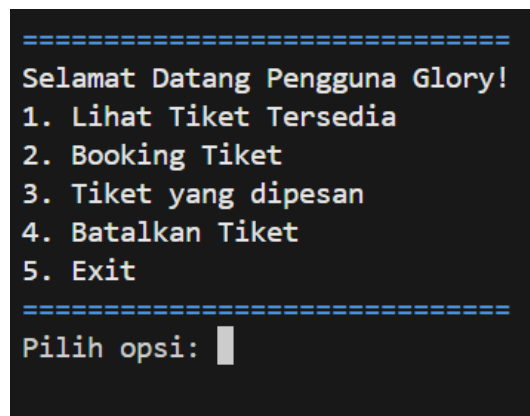 ==============================
Selamat Datang Pengguna Glory!
1. Lihat Tiket Tersedia
2. Booking Tiket
3. Tiket yang dipesan
4. Batalkan Tiket
5. Exit
==============================
Pilih opsi: